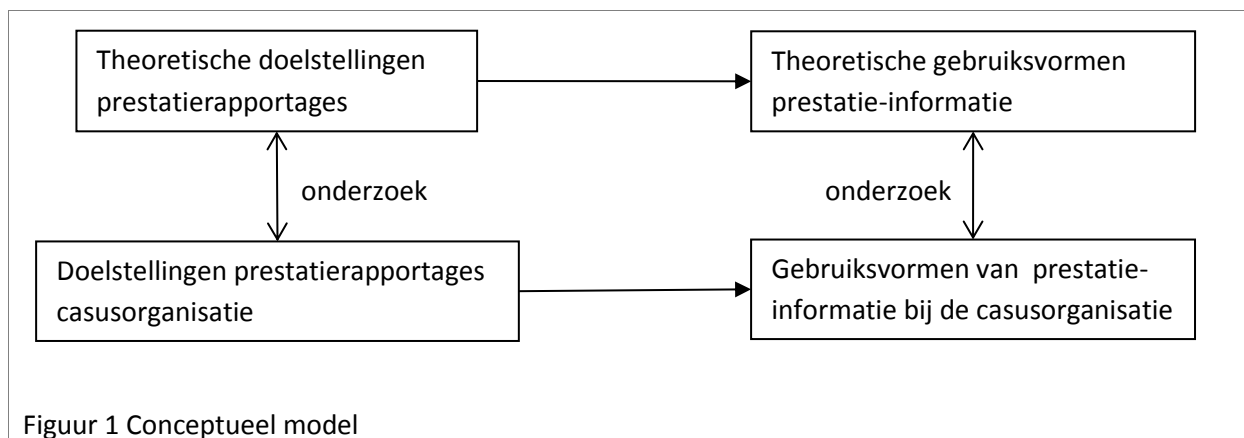 Theoretische doelstellingen
prestatierapportages
Theoretische gebruiksvormen
prestatie-informatie
onderzoek
onderzoek
Doelstellingen prestatierapportages
casusorganisatie
Gebruiksvormen van prestatie-
informatie bij de casusorganisatie
Figuur 1 Conceptueel model